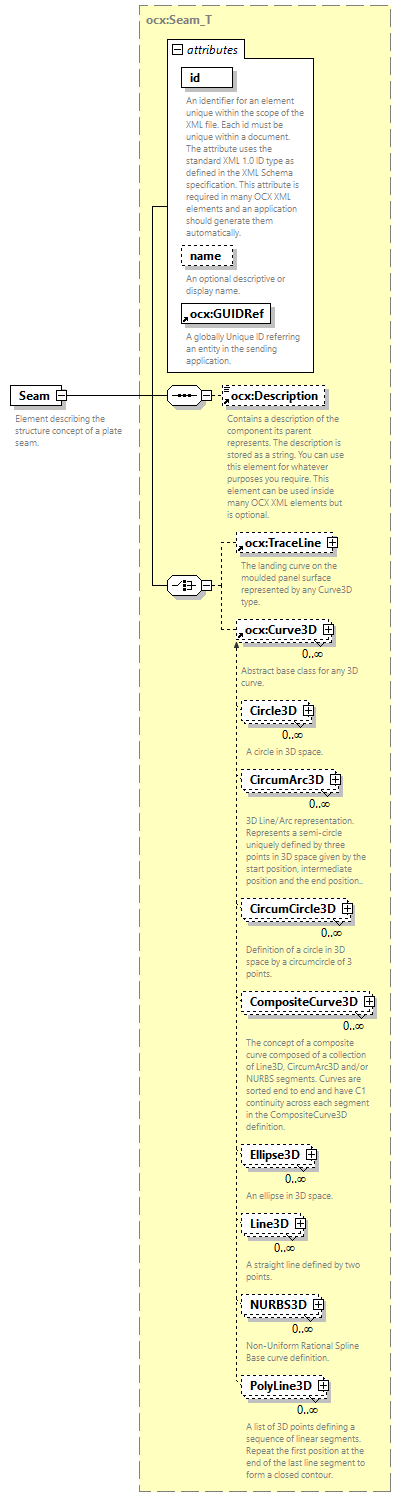 ocx:Seam_T
attributes
id
An identifier for an element
unique within the scope of the
XML file. Each id must be
unique within a document.
The attribute uses the
standard XML 1.0 ID type as
defined in the XML Schema
specification. This attribute is
required in many OCX XML
elements and an application
should generate them
automatically.
name
An optional descriptive or
display name.
ocx:GUIDRef
A globally Unique ID referring
an entity in the sending
application.
Seam
Element describing the
structure concept of a plate
seam.
ocx:Description
Contains a description of the
component its parent
represents. The description is
stored as a string. You can use
this element for whatever
purposes you require. This
element can be used inside
many OCX XML elements but
is optional.
ocx:TraceLine
The landing curve on the
moulded panel surface
represented by any Curve3D
type.
ocx:Curve3D
0..∞
Abstract base class for any 3D
curve.
Circle3D
0..∞
A circle in 3D space.
CircumArc3D
0..∞
3D Line/Arc representation.
Represents a semi-circle
uniquely defined by three
points in 3D space given by the
start position, intermediate
position and the end position..
CircumCircle3D
0..∞
Definition of a circle in 3D
space by a circumcircle of 3
points.
CompositeCurve3D
0..∞
The concept of a composite
curve composed of a collection
of Line3D, CircumArc3D and/or
NURBS segments. Curves are
sorted end to end and have C1
continuity across each segment
in the CompositeCurve3D
definition.
Ellipse3D
0..∞
An ellipse in 3D space.
Line3D
0..∞
A straight line defined by two
points.
NURBS3D
0..∞
Non-Uniform Rational Spline
Base curve definition.
PolyLine3D
0..∞
A list of 3D points defining a
sequence of linear segments.
Repeat the first position at the
end of the last line segment to
form a closed contour.